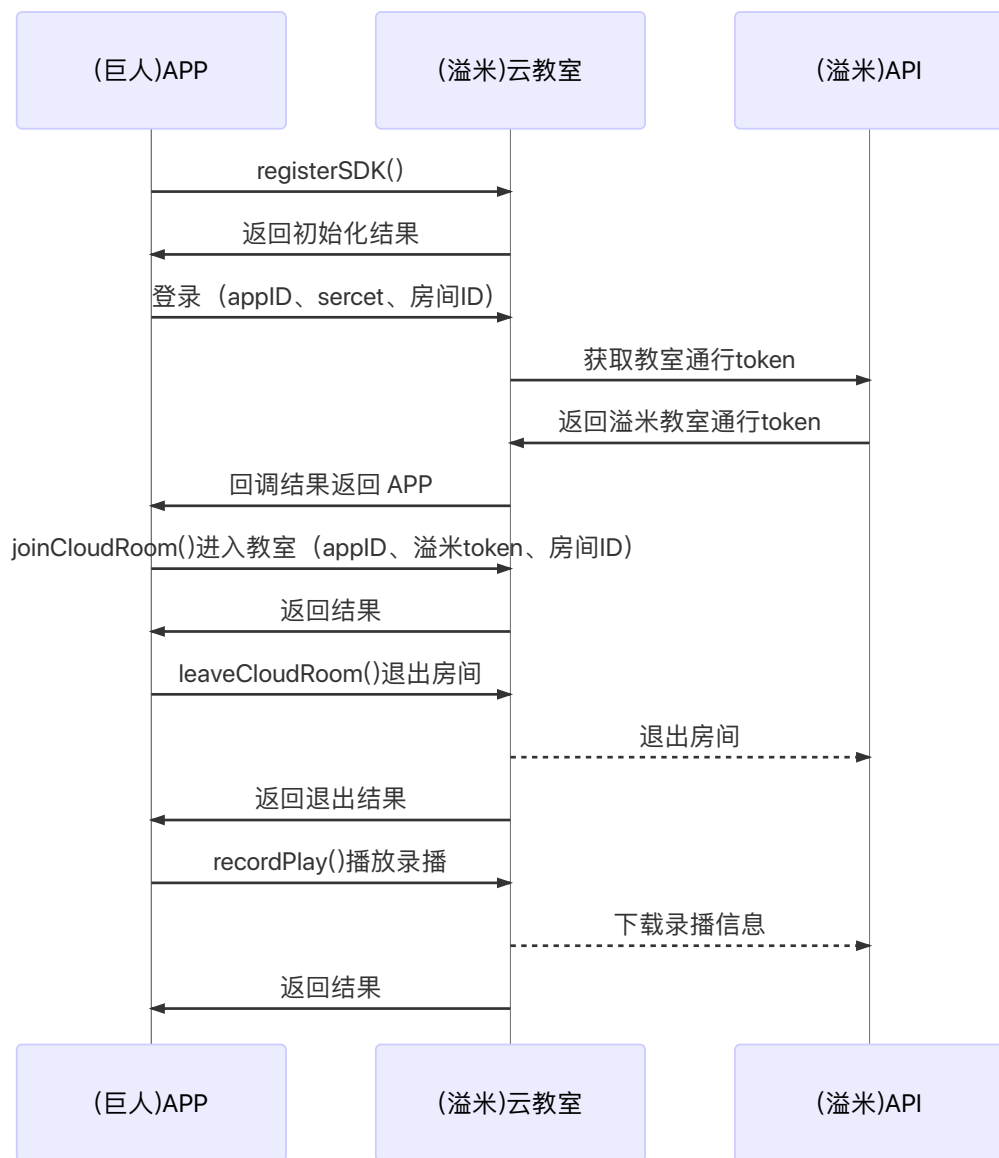 (巨人)APP
(溢米)云教室
(溢米)API
registerSDK()
返回初始化结果
登录（appID、sercet、房间ID）
获取教室通行token
返回溢米教室通行token
回调结果返回 APP
joinCloudRoom()进入教室（appID、溢米token、房间ID）
返回结果
leaveCloudRoom()退出房间
退出房间
返回退出结果
recordPlay()播放录播
下载录播信息
返回结果
(巨人)APP
(溢米)云教室
(溢米)API